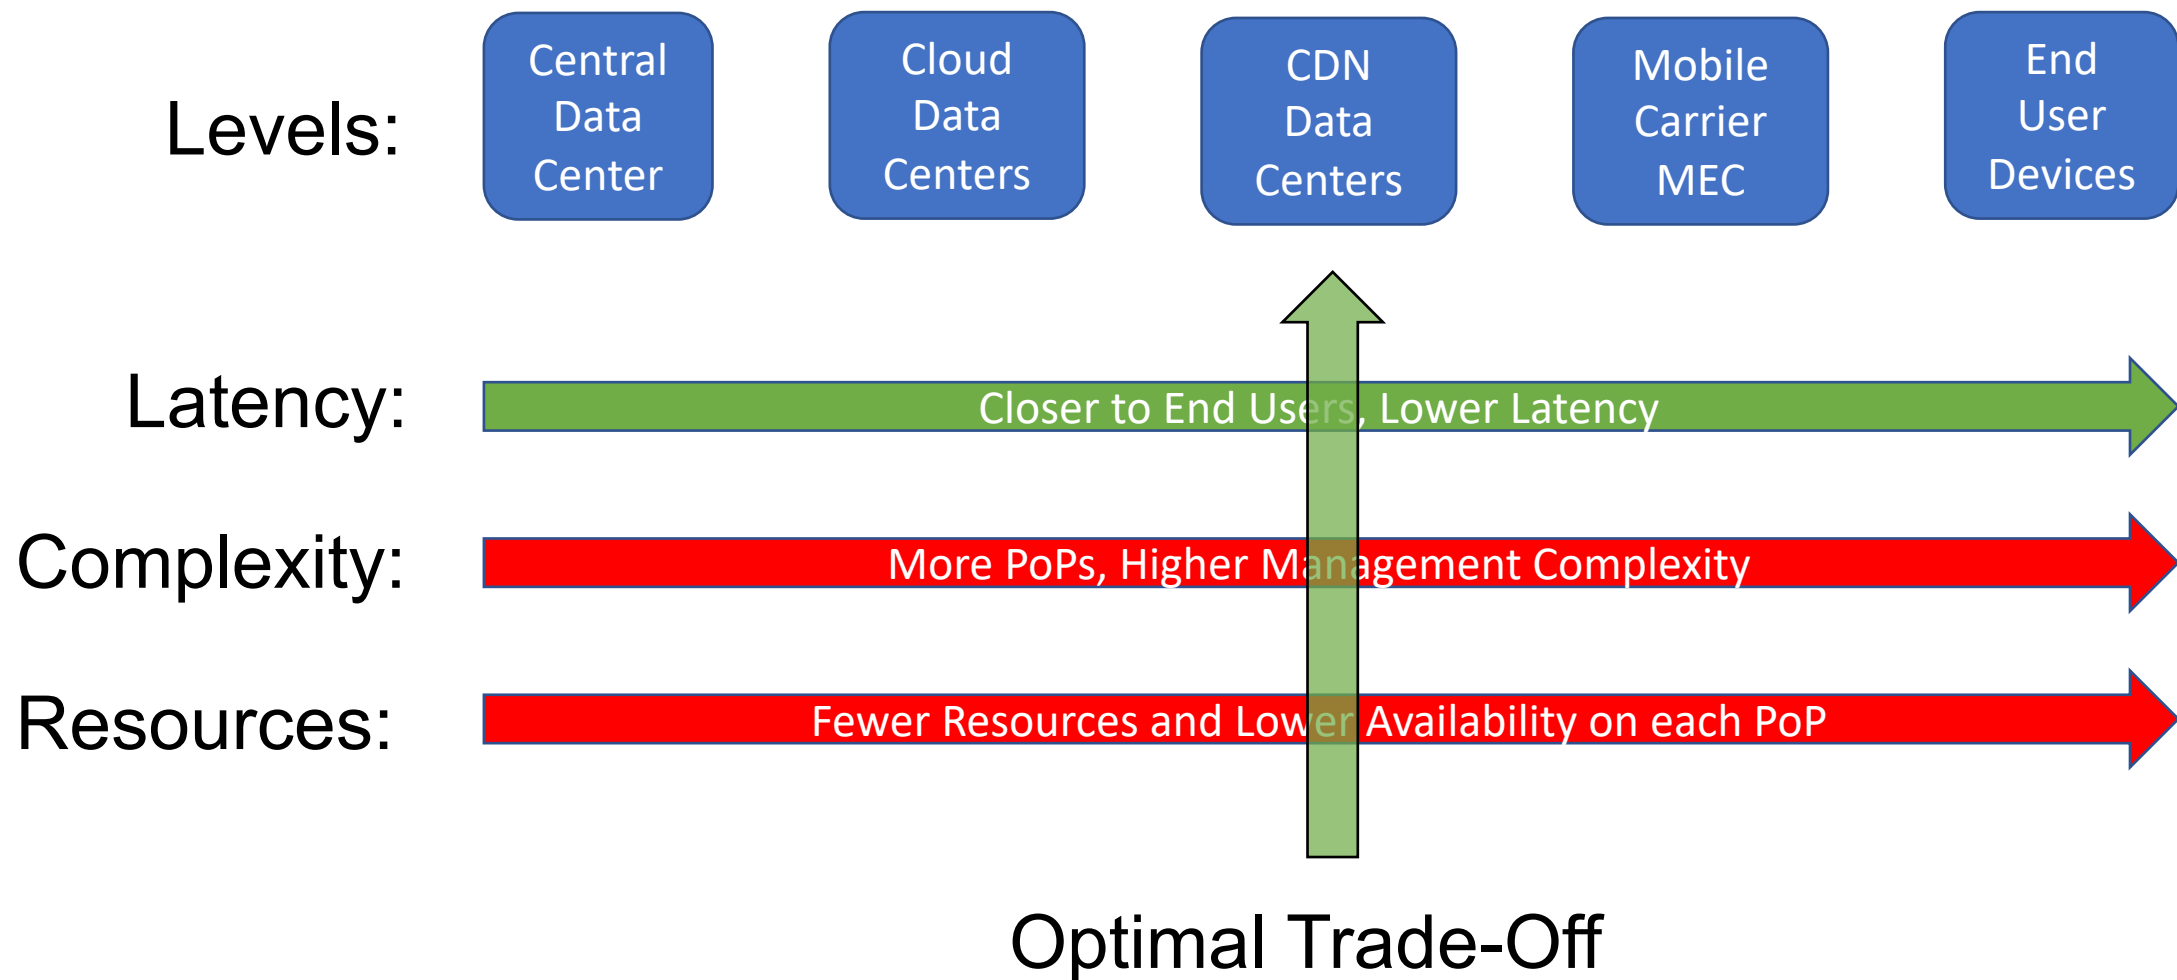 Levels:
Central
Data
Center
Cloud
Data
Centers
CDN
Data
Centers
Mobile
Carrier
MEC
End
User
Devices
Latency:
Closer to End Users, Lower Latency
Complexity:
More PoPs, Higher Management Complexity
Resources:
Fewer Resources and Lower Availability on each PoP
Optimal Trade-Off